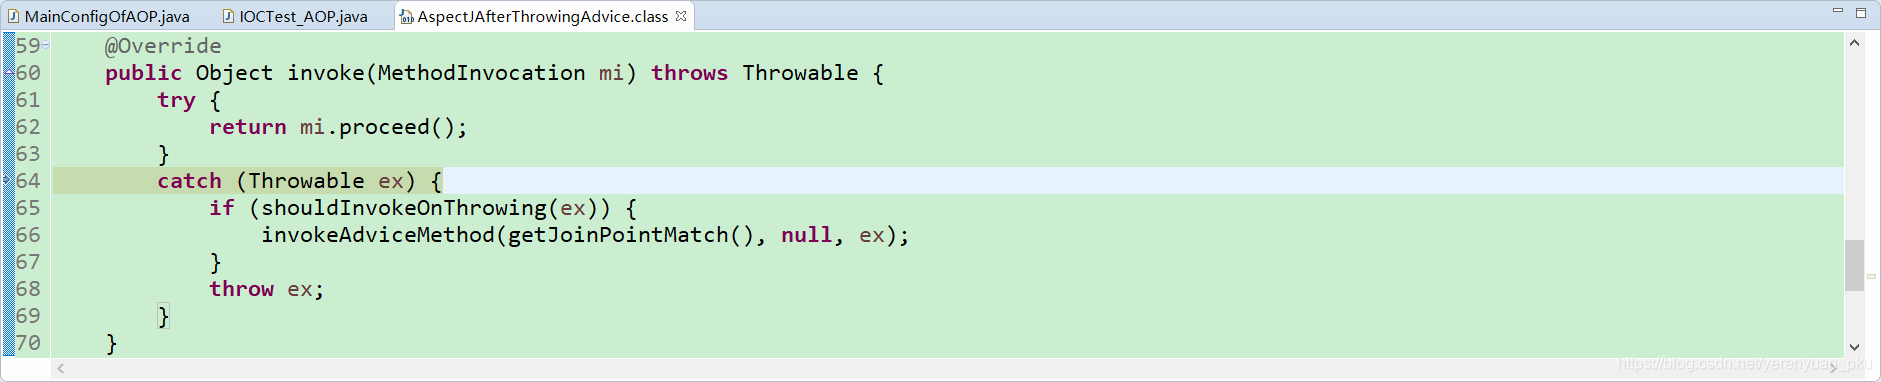 MainConfigOfAOP.java IOCTest_AOP.java AspectJAfterThrowingAdvice.class
59 @Override
60 public Object invoke(MethodInvocation mi) throws Throwable {
61 try {
62 return mi.proceed();
63 }
64 catch (Throwable ex) {
65 if (shouldInvokeOnThrowing(ex)) {
66 invokeAdviceMethod(getJoinPointMatch(), null, ex);
67 }
68 throw ex;
69 }
70 }
https://blog.csdn.net/yerenyuan_pku